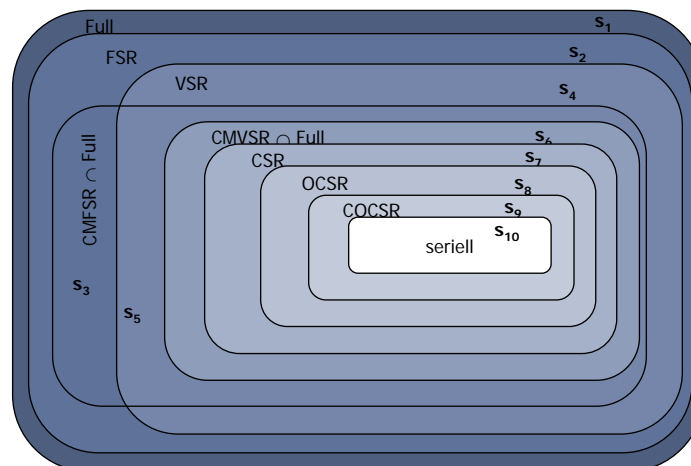 Full s₁
FSR s₂
VSR s₄
CMVSR ∩ Full s₆
CSR s₇
OCSR s₈
COCSR s₉
s₁₀
seriell
CMFSR ∩ Full
s₃
s₅